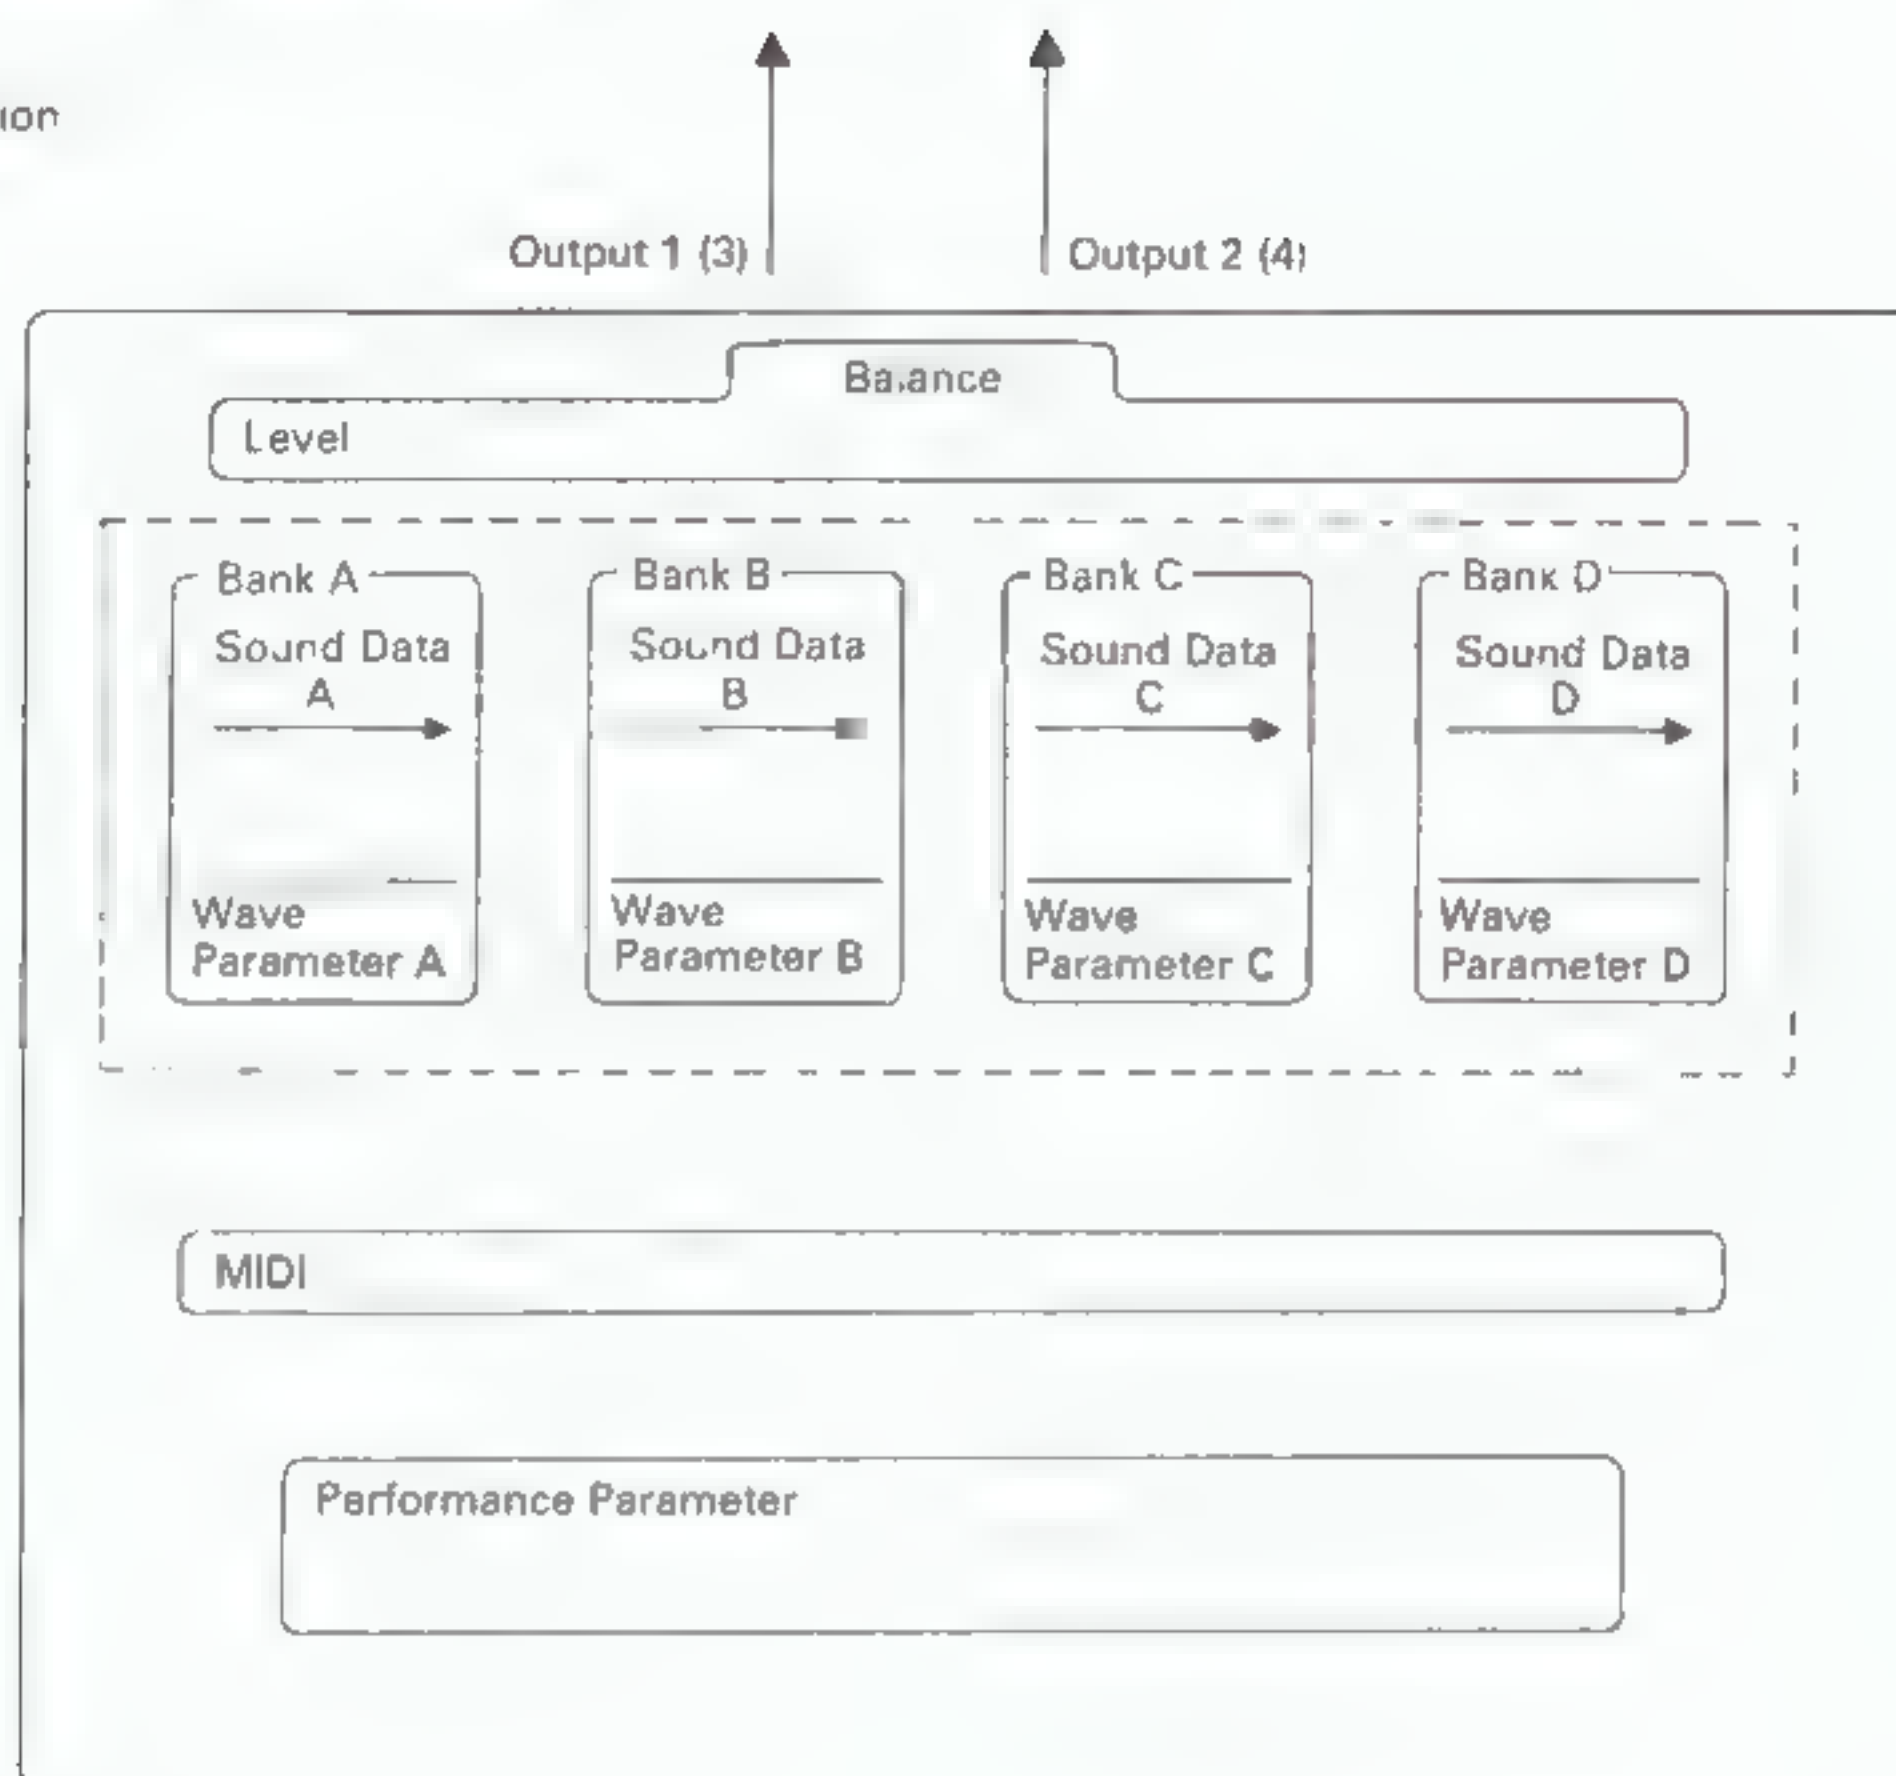 Output 1 (3)
Output 2 (4)
Balance
Level
Bank A
Sound Data
A
Wave
Parameter A
Bank B
Sound Data
B
Wave
Parameter B
Bank C
Sound Data
C
Wave
Parameter C
Bank D
Sound Data
D
Wave
Parameter D
MIDI
Performance Parameter